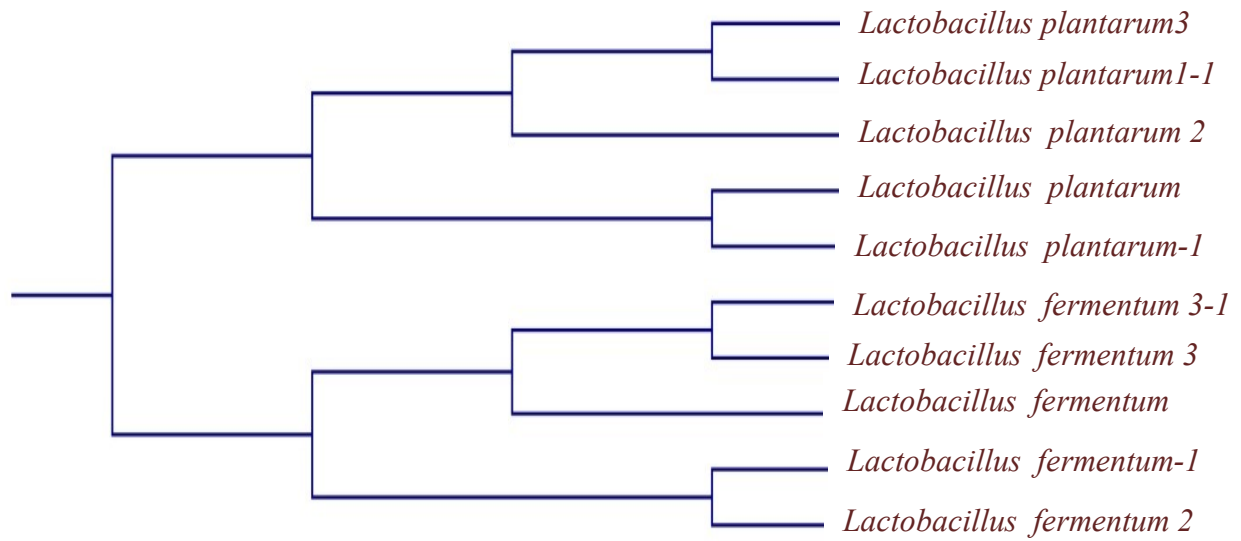 Lactobacillus plantarum3
Lactobacillus plantarum1-1
Lactobacillus plantarum 2
Lactobacillus plantarum
Lactobacillus plantarum-1
Lactobacillus fermentum 3-1
Lactobacillus fermentum 3
Lactobacillus fermentum
Lactobacillus fermentum-1
Lactobacillus fermentum 2